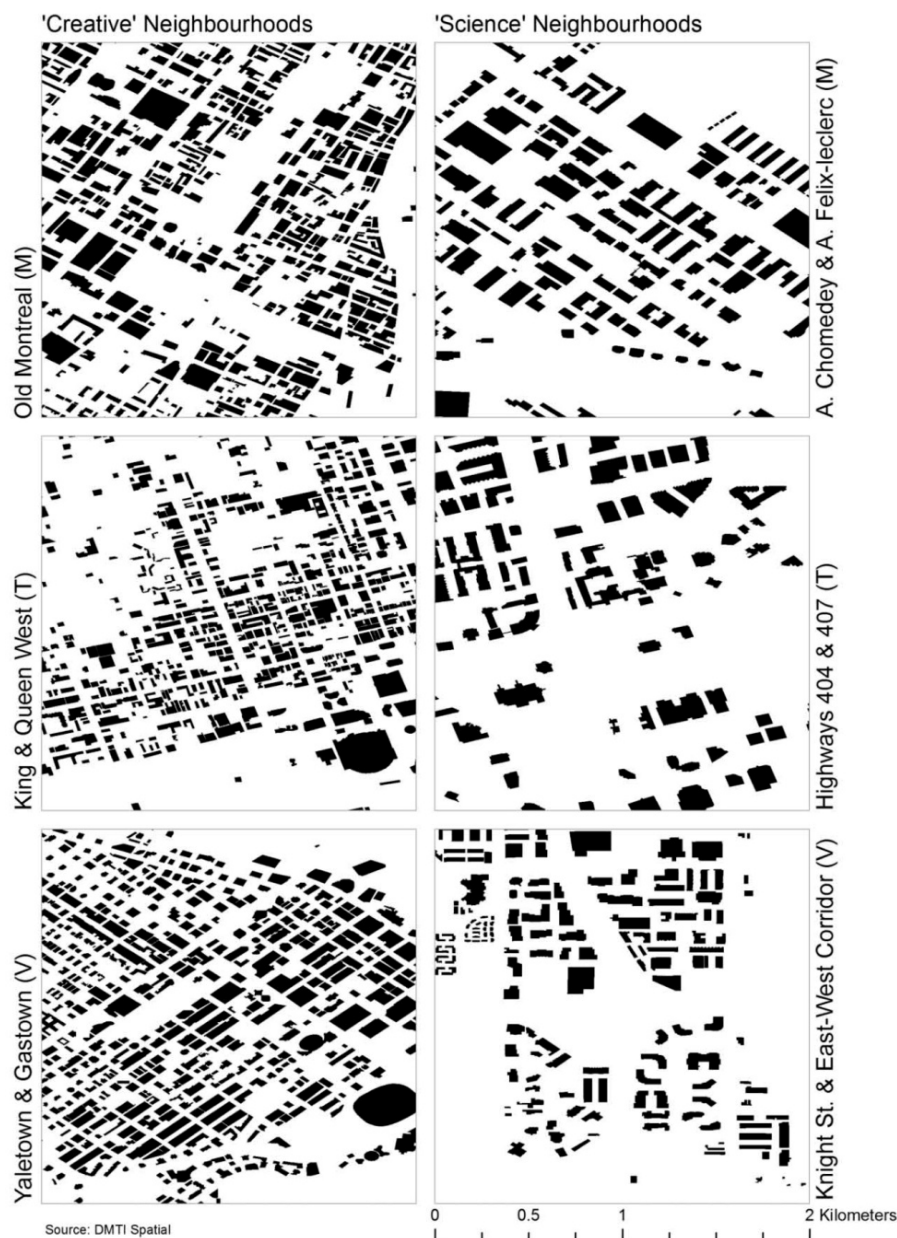 'Creative' Neighbourhoods
'Science' Neighbourhoods
Old Montreal (M)
A. Chomedey & A. Felix-leclerc (M)
King & Queen West (T)
Highways 404 & 407 (T)
Yaletown & Gastown (V)
Knight St. & East-West Corridor (V)
0 0.5 1 2 Kilometers
Source: DMTI Spatial